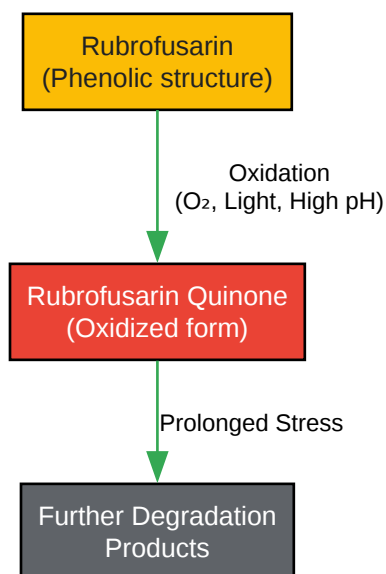 Rubrofusarin
(Phenolic structure)
Oxidation
(O₂, Light, High pH)
Rubrofusarin Quinone
(Oxidized form)
Prolonged Stress
Further Degradation
Products